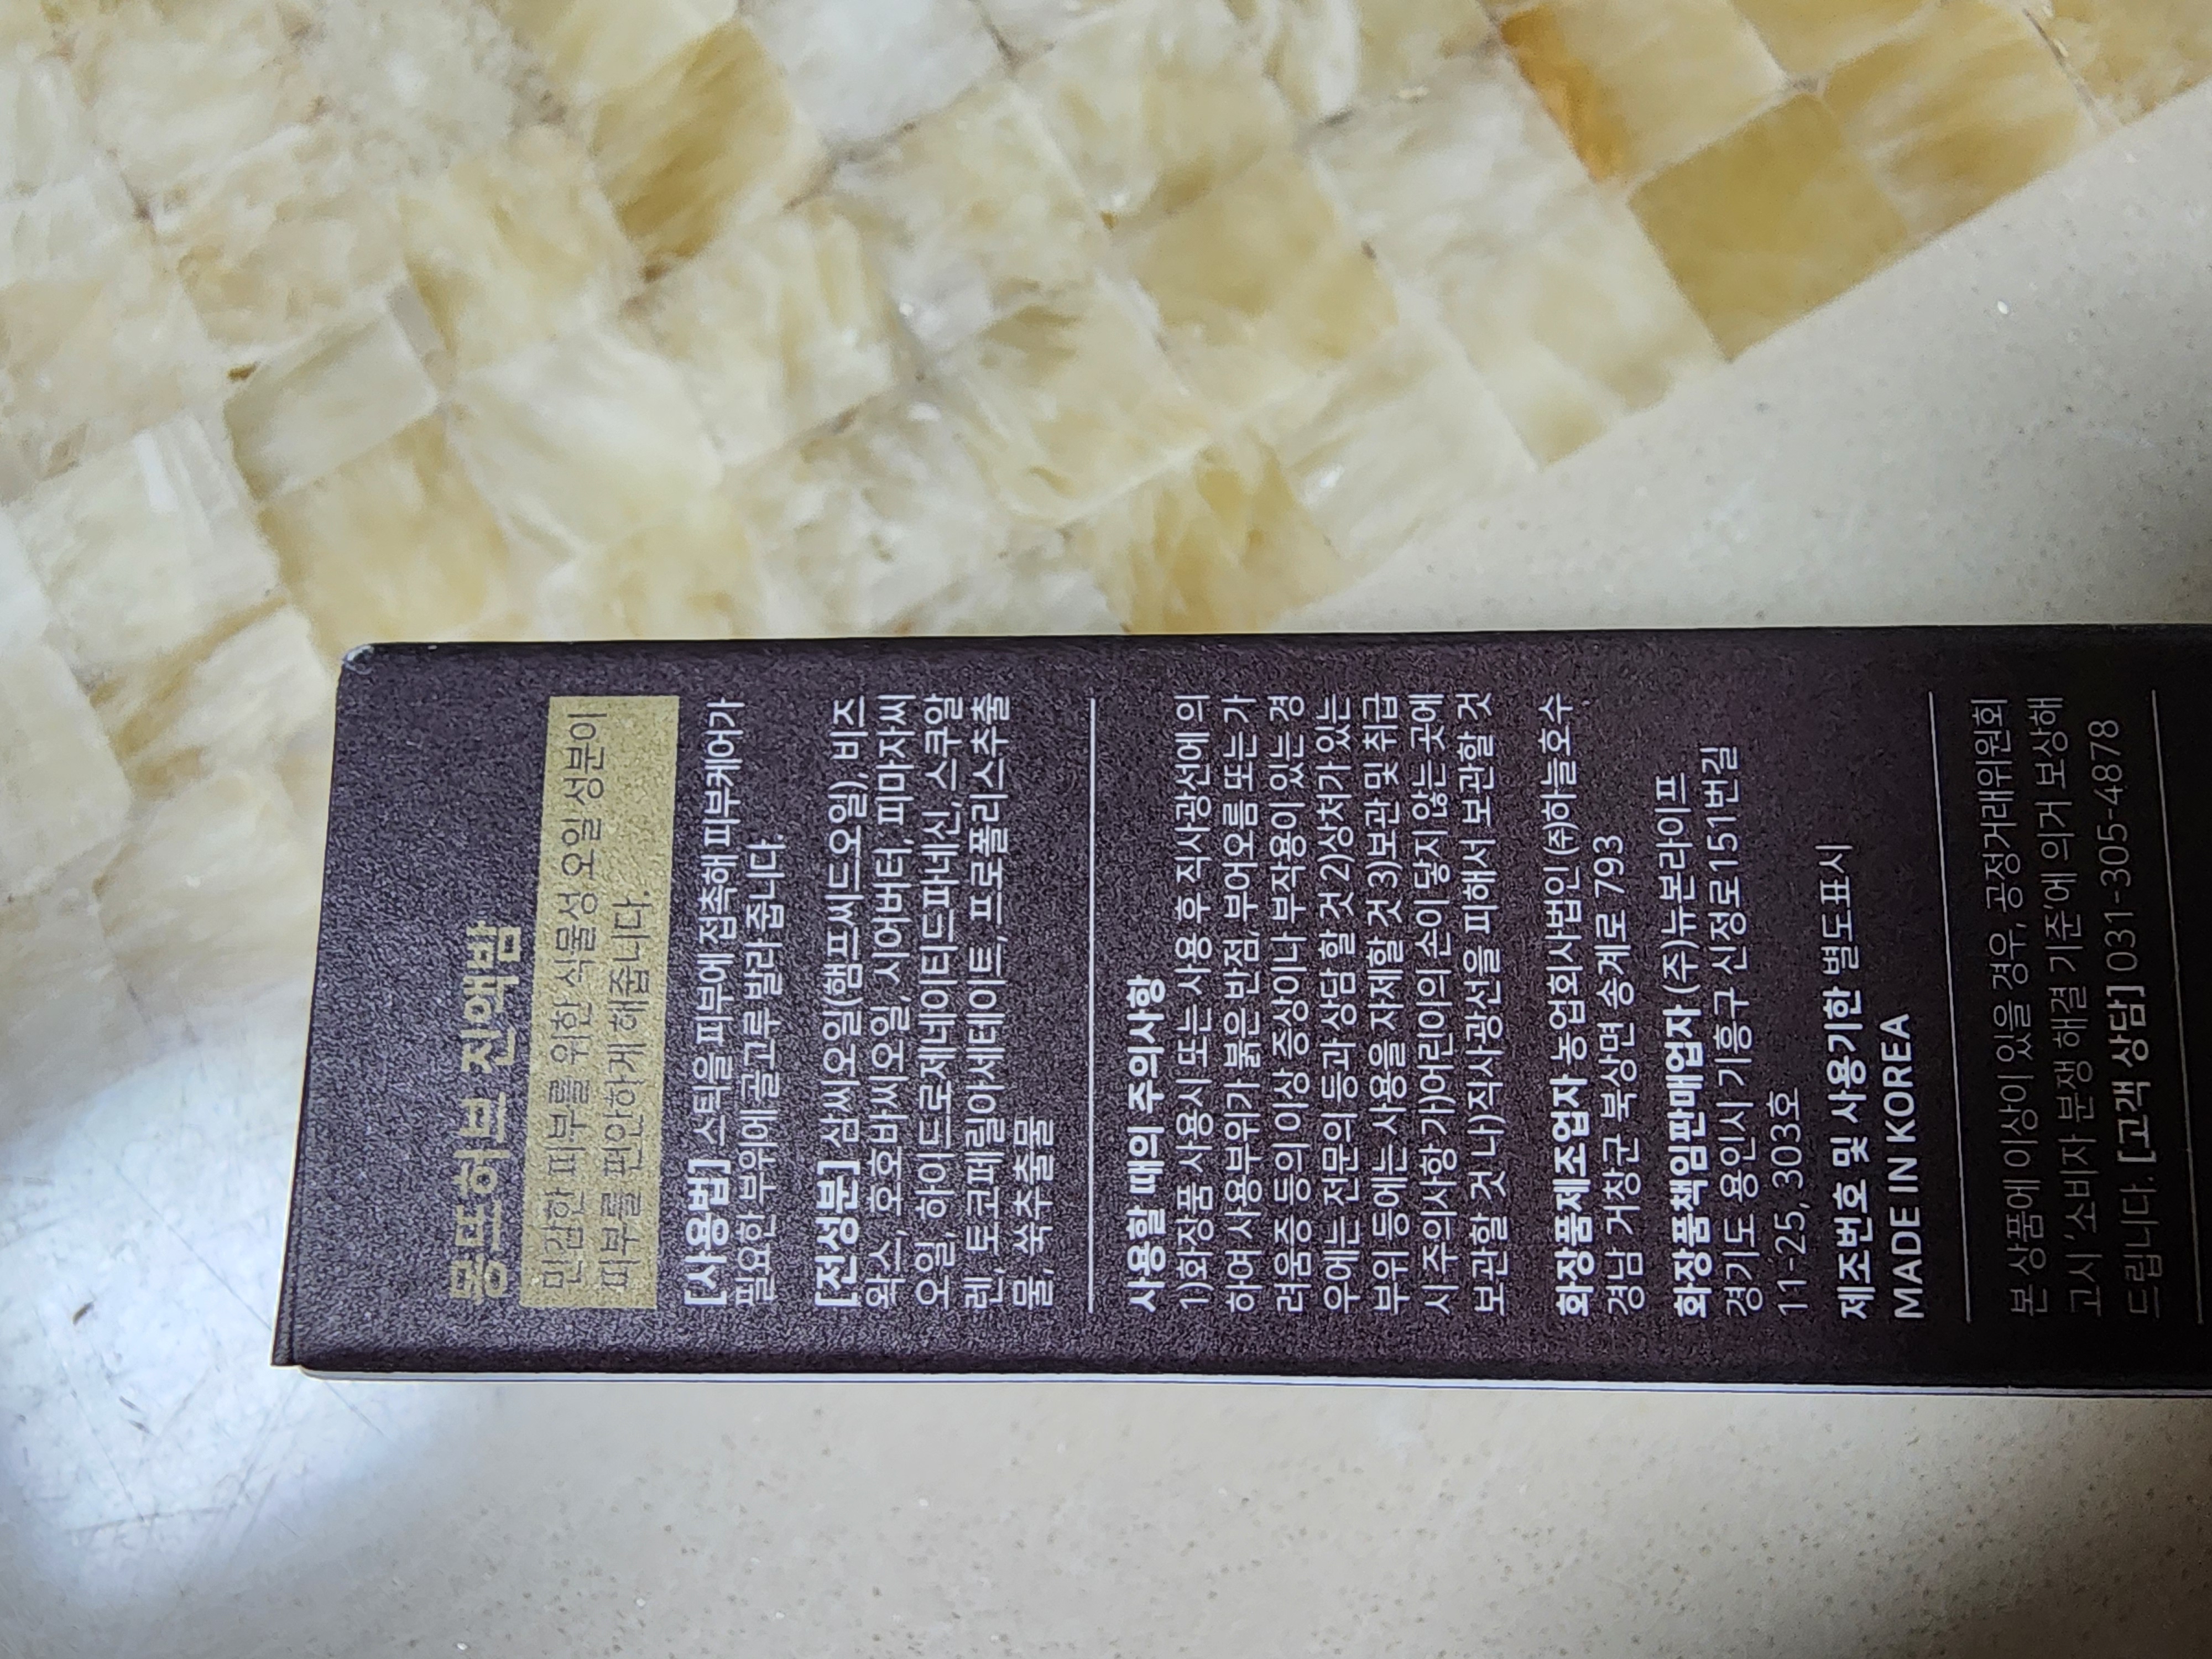 몽뜨허브 진액밤
민감한 피부를 위한 식물성 오일 성분이
피부를 편안하게 해줍니다.
[사용법] 스틱을 피부에 접촉해 피부케어가
필요한 부위에 골고루 발라 줍니다.
[전성분] 삼씨오일(햄프씨드오일), 비즈
왁스, 호호바씨오일, 시어버터, 피마자씨
오일, 하이드로제네이티드파네신, 스쿠알
렌, 토코페릴아세테이트, 프로폴리스추출
물, 쑥추출물
사용할 때의 주의사항
1)화장품 사용시 또는 사용 후 직사광선에 의
하여 사용부위가 붉은 반점, 부어오름 또는 가
려움증 등의 이상 증상이나 부작용이 있는 경
우에는 전문의 등과 상담 할 것 2)상처가 있는
부위 등에는 사용을 자제할 것 3)보관 및 취급
시 주의사항 가)어린이의 손이 닿지 않는 곳에
보관할 것 나)직사광선을 피해서 보관할 것
화장품제조업자 농업회사법인 ㈜하늘호수
경남 거창군 북상면 송계로 793
화장품책임판매업자 (주)뉴본라이프
경기도 용인시 기흥구 신정로151번길
11-25, 303호
제조번호 및 사용기한 별도표시
MADE IN KOREA
본 상품에 이상이 있을 경우, 공정거래위원회
고시 '소비자 분쟁 해결 기준'에 의거 보상해
드립니다. [고객 상담] 031-305-4878